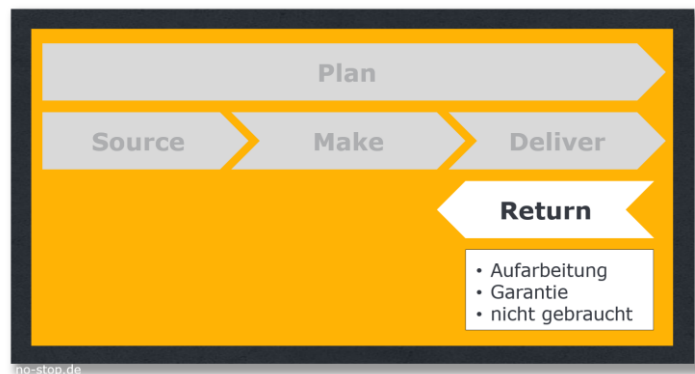 Plan
Source Make Deliver
Return
• Aufarbeitung
• Garantie
• nicht gebraucht
no-stop.de